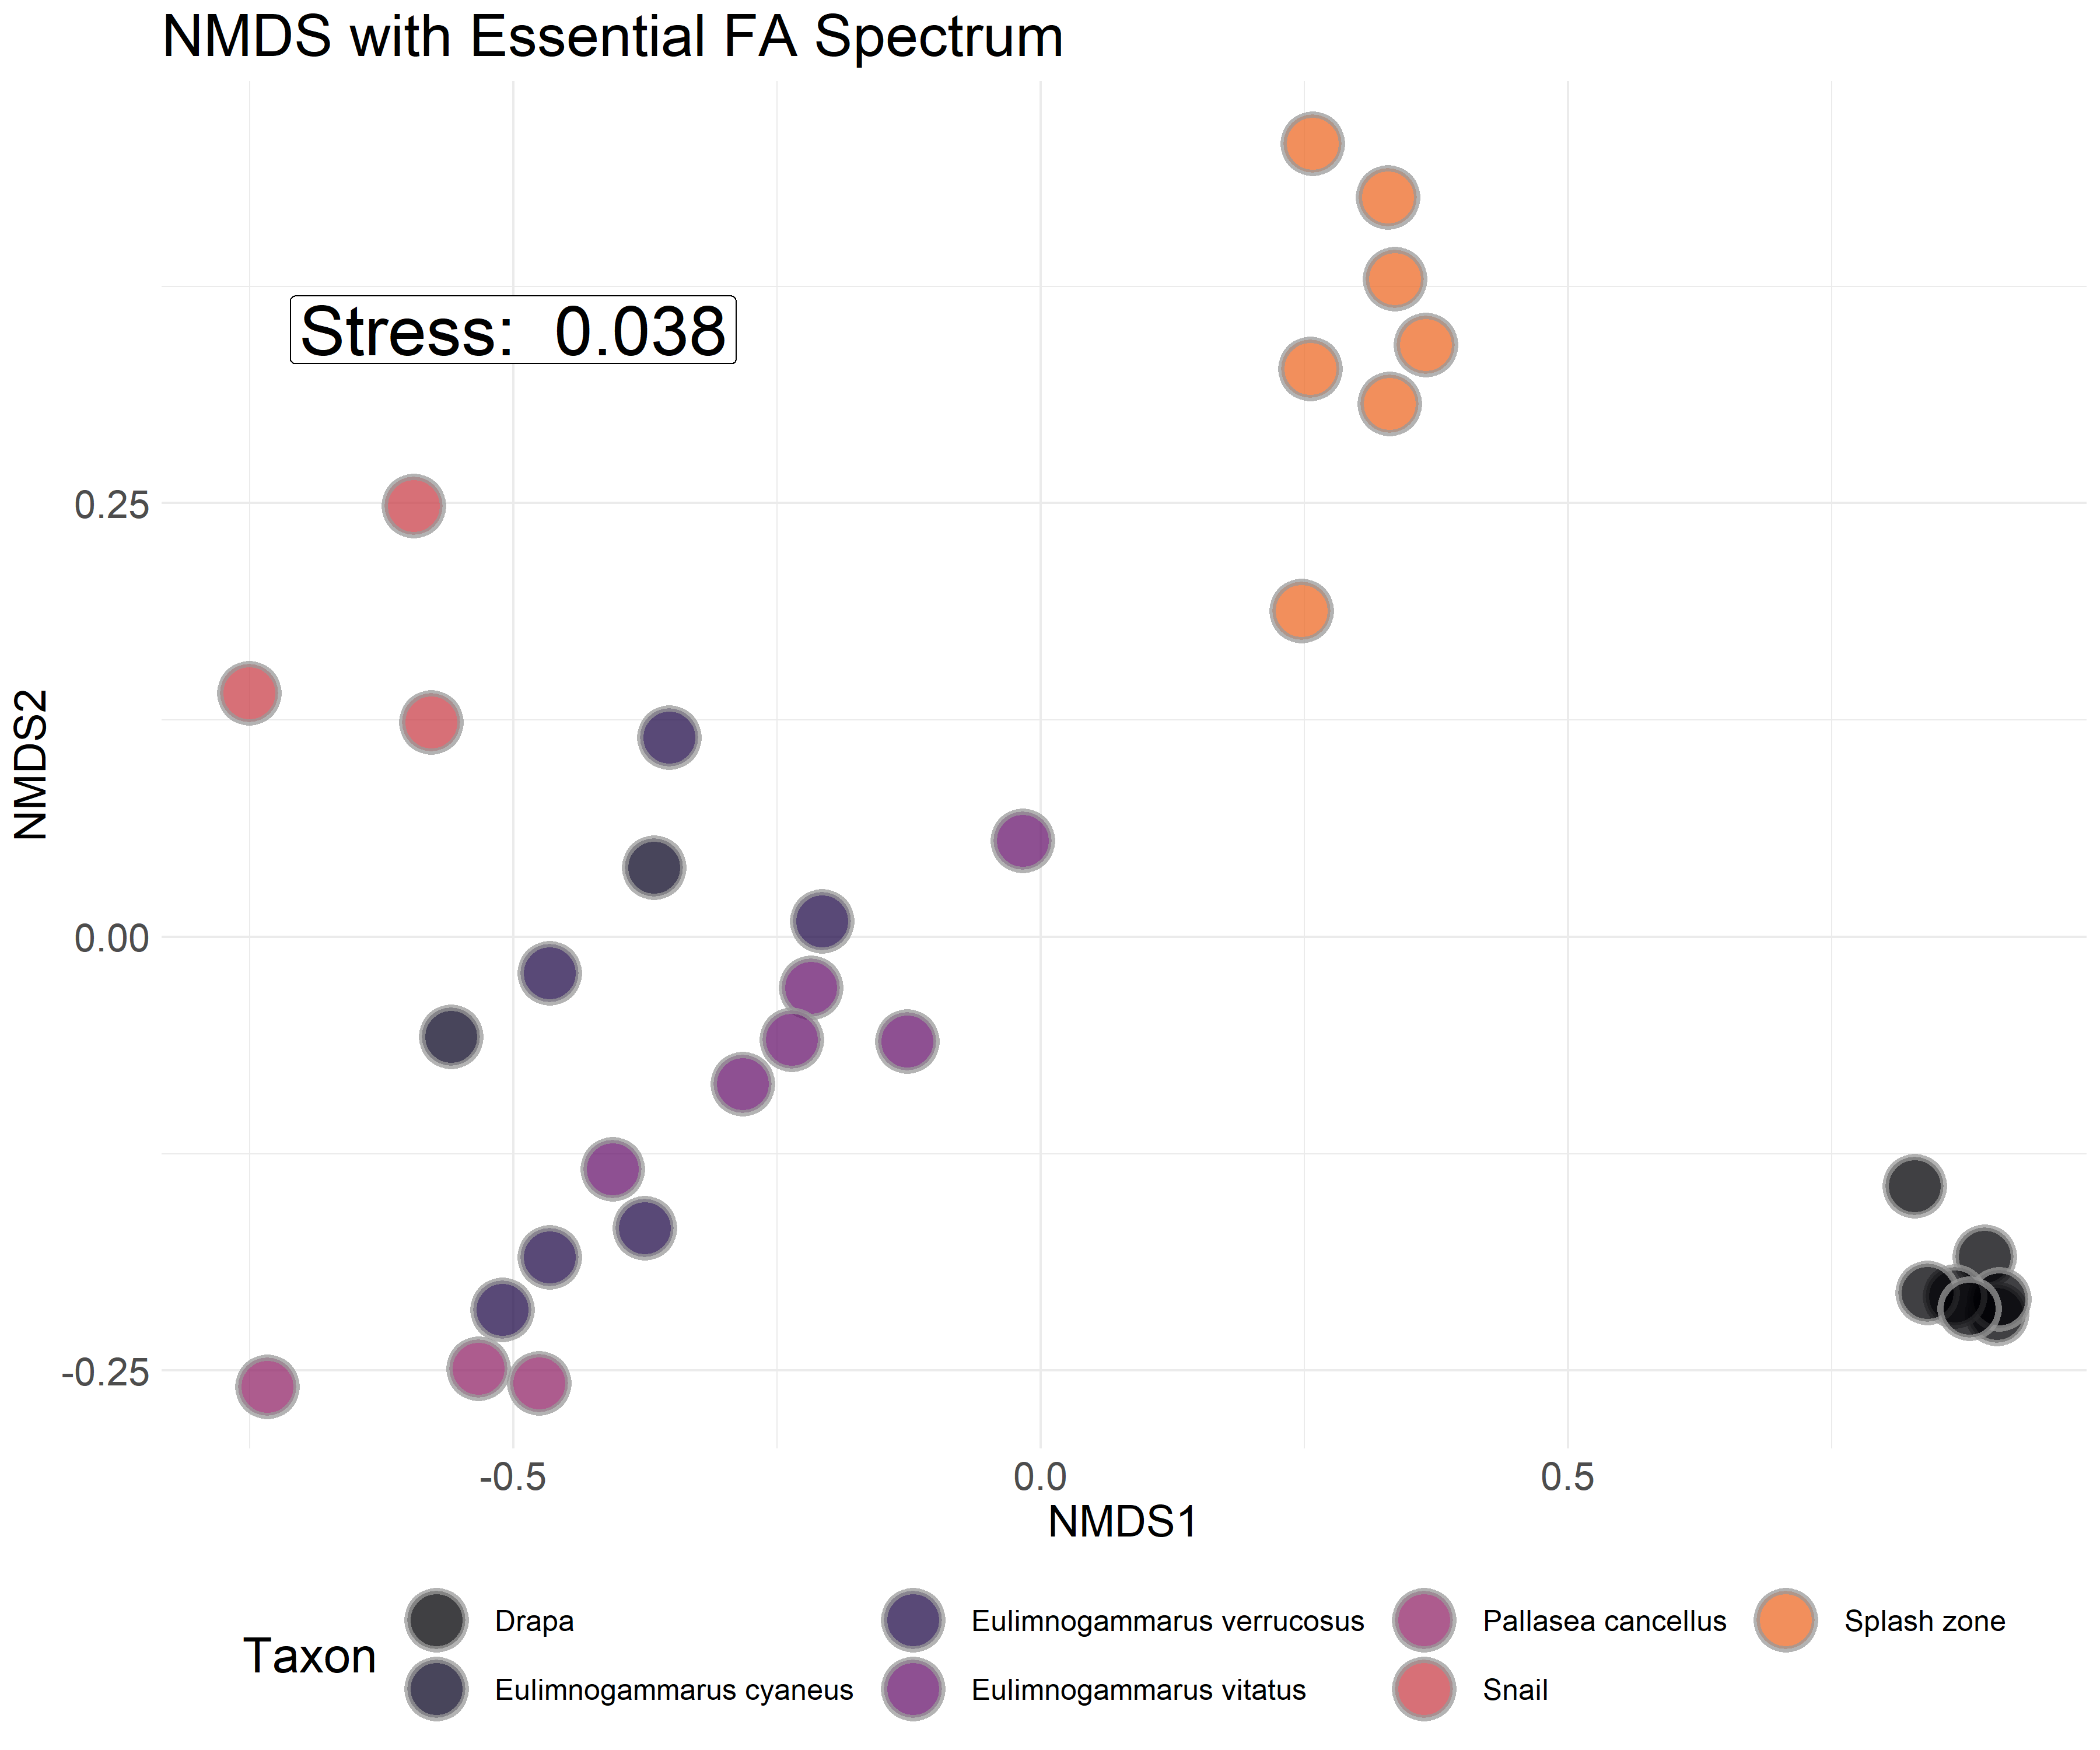 NMDS with Essential FA Spectrum
Stress: 0.038
NMDS2
0.25
0.00
-0.25
-0.5
0.0
0.5
NMDS1
Taxon
Drapa
Eulimnogammarus cyaneus
Eulimnogammarus verrucosus
Eulimnogammarus vitatus
Pallasea cancellus
Snail
Splash zone